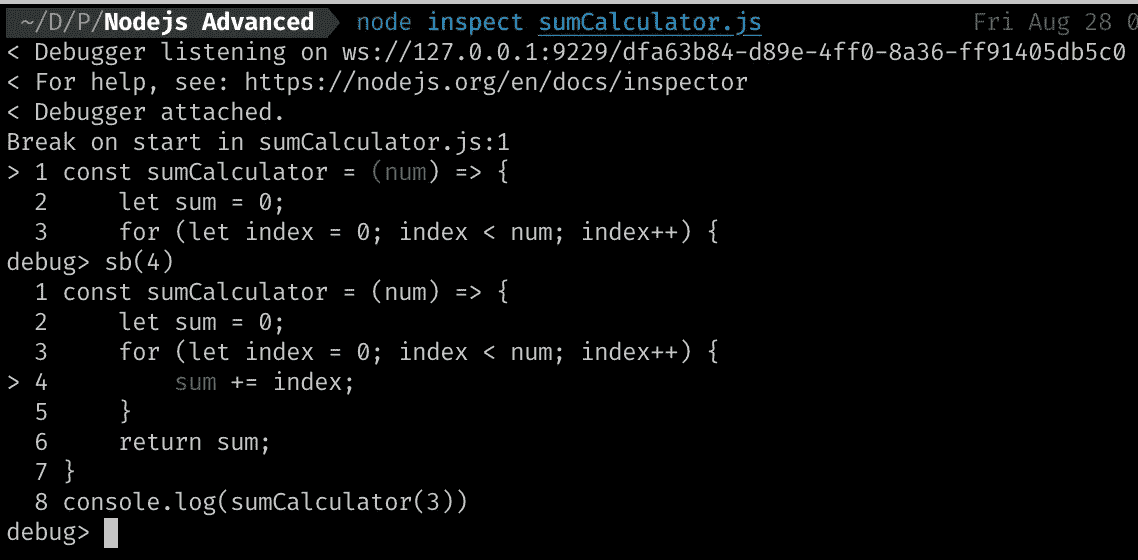 ~/D/P/Nodejs Advanced node inspect sumCalculator.js Fri Aug 28 0
< Debugger listening on ws://127.0.0.1:9229/dfa63b84-d89e-4ff0-8a36-ff91405db5c0
< For help, see: https://nodejs.org/en/docs/inspector
< Debugger attached.
Break on start in sumCalculator.js:1
> 1 const sumCalculator = (num) => {
  2     let sum = 0;
  3     for (let index = 0; index < num; index++) {
debug> sb(4)
  1 const sumCalculator = (num) => {
  2     let sum = 0;
  3     for (let index = 0; index < num; index++) {
> 4         sum += index;
  5     }
  6     return sum;
  7 }
  8 console.log(sumCalculator(3))
debug>